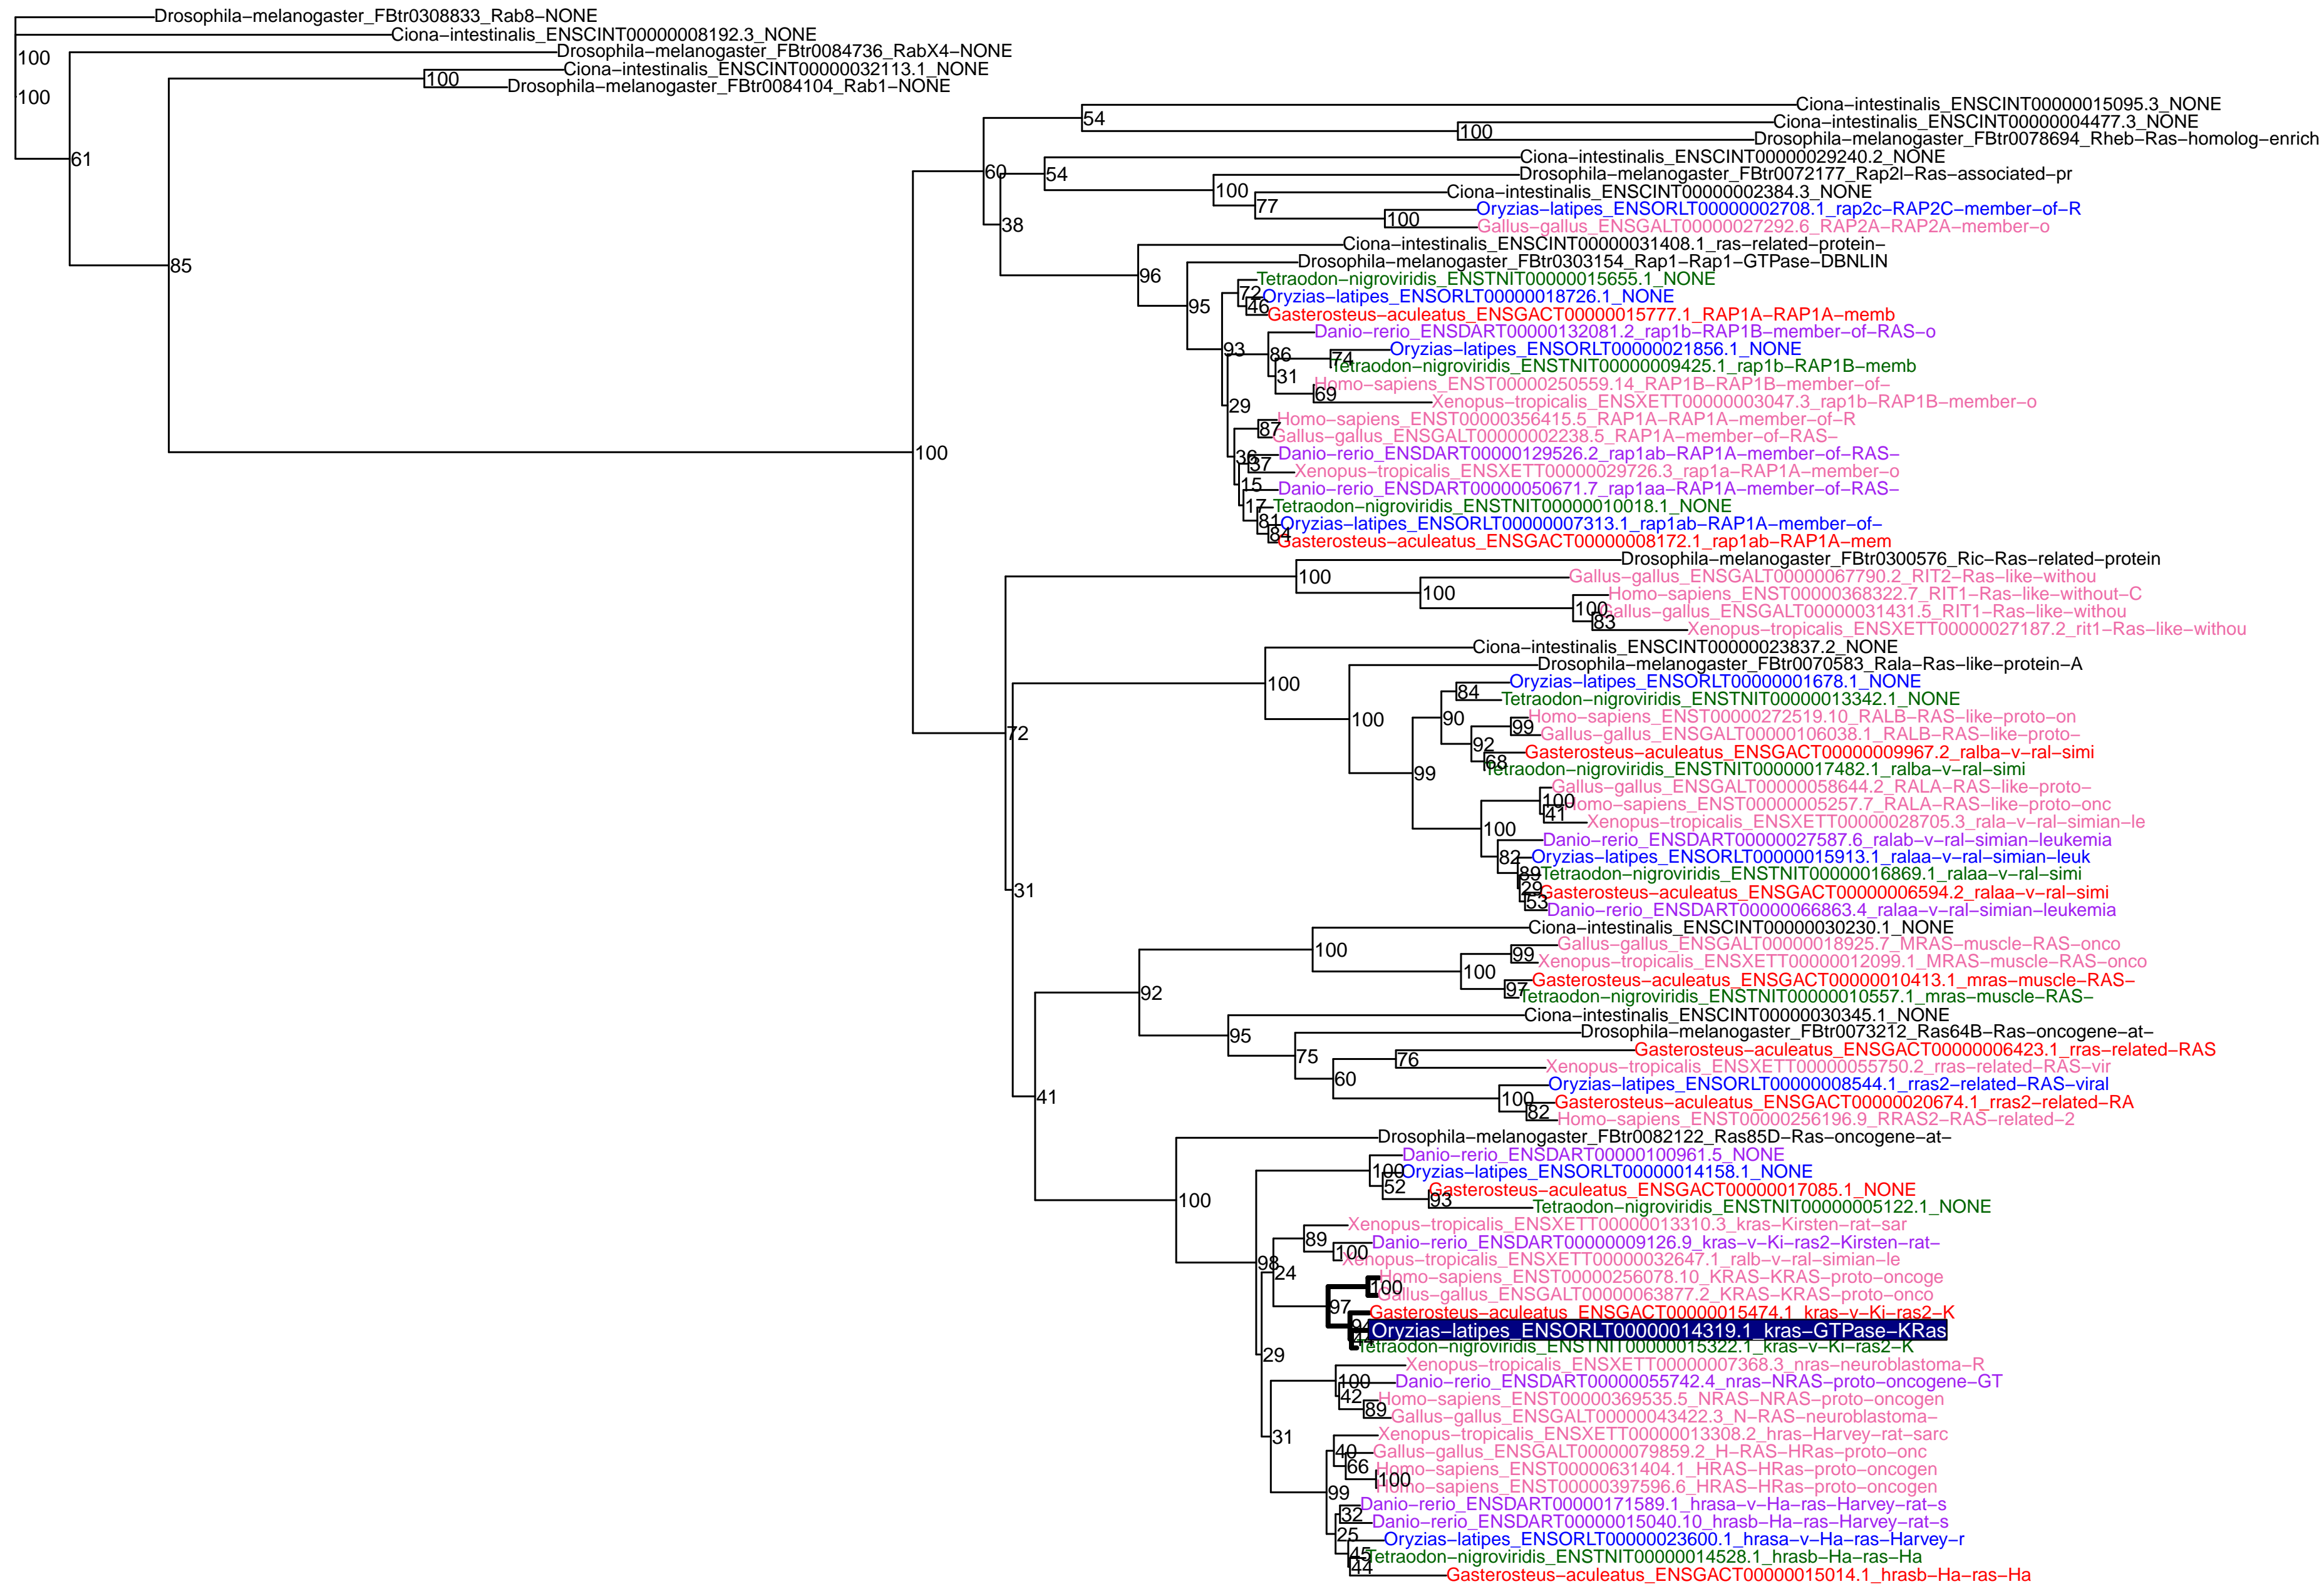 Drosophila−melanogaster_FBtr0308833_Rab8−NONE
Ciona−intestinalis_ENSCINT00000008192.3_NONE
Drosophila−melanogaster_FBtr0084736_RabX4−NONE
100
Ciona−intestinalis_ENSCINT00000032113.1_NONE
100
Drosophila−melanogaster_FBtr0084104_Rab1−NONE
100
Ciona−intestinalis_ENSCINT00000015095.3_NONE
54
Ciona−intestinalis_ENSCINT00000004477.3_NONE
100
Drosophila−melanogaster_FBtr0078694_Rheb−Ras−homolog−enrich
61
Ciona−intestinalis_ENSCINT00000029240.2_NONE
60
54
Drosophila−melanogaster_FBtr0072177_Rap2l−Ras−associated−pr
100
Ciona−intestinalis_ENSCINT00000002384.3_NONE
77
Oryzias−latipes_ENSORLT00000002708.1_rap2c−RAP2C−member−of−R
100
Gallus−gallus_ENSGALT00000027292.6_RAP2A−RAP2A−member−o
38
Ciona−intestinalis_ENSCINT00000031408.1_ras−related−protein−
85
Drosophila−melanogaster_FBtr0303154_Rap1−Rap1−GTPase−DBNLIN
96
Tetraodon−nigroviridis_ENSTNIT00000015655.1_NONE
72
Oryzias−latipes_ENSORLT00000018726.1_NONE
95
46
Gasterosteus−aculeatus_ENSGACT00000015777.1_RAP1A−RAP1A−memb
Danio−rerio_ENSDART00000132081.2_rap1b−RAP1B−member−of−RAS−o
93
86
Oryzias−latipes_ENSORLT00000021856.1_NONE
74
Tetraodon−nigroviridis_ENSTNIT00000009425.1_rap1b−RAP1B−memb
31
Homo−sapiens_ENST00000250559.14_RAP1B−RAP1B−member−of−
69
Xenopus−tropicalis_ENSXETT00000003047.3_rap1b−RAP1B−member−o
29
Homo−sapiens_ENST00000356415.5_RAP1A−RAP1A−member−of−R
87
Gallus−gallus_ENSGALT00000002238.5_RAP1A−member−of−RAS−
100
36
Danio−rerio_ENSDART00000129526.2_rap1ab−RAP1A−member−of−RAS−
37
Xenopus−tropicalis_ENSXETT00000029726.3_rap1a−RAP1A−member−o
15
Danio−rerio_ENSDART00000050671.7_rap1aa−RAP1A−member−of−RAS−
17
Tetraodon−nigroviridis_ENSTNIT00000010018.1_NONE
81
Oryzias−latipes_ENSORLT00000007313.1_rap1ab−RAP1A−member−of−
84
Gasterosteus−aculeatus_ENSGACT00000008172.1_rap1ab−RAP1A−mem
Drosophila−melanogaster_FBtr0300576_Ric−Ras−related−protein
100
Gallus−gallus_ENSGALT00000067790.2_RIT2−Ras−like−withou
100
Homo−sapiens_ENST00000368322.7_RIT1−Ras−like−without−C
100
Gallus−gallus_ENSGALT00000031431.5_RIT1−Ras−like−withou
83
Xenopus−tropicalis_ENSXETT00000027187.2_rit1−Ras−like−withou
Ciona−intestinalis_ENSCINT00000023837.2_NONE
Drosophila−melanogaster_FBtr0070583_Rala−Ras−like−protein−A
100
Oryzias−latipes_ENSORLT00000001678.1_NONE
84
Tetraodon−nigroviridis_ENSTNIT00000013342.1_NONE
100
90
Homo−sapiens_ENST00000272519.10_RALB−RAS−like−proto−on
99
Gallus−gallus_ENSGALT00000106038.1_RALB−RAS−like−proto−
72
92
Gasterosteus−aculeatus_ENSGACT00000009967.2_ralba−v−ral−simi
68
Tetraodon−nigroviridis_ENSTNIT00000017482.1_ralba−v−ral−simi
99
Gallus−gallus_ENSGALT00000058644.2_RALA−RAS−like−proto−
100
Homo−sapiens_ENST00000005257.7_RALA−RAS−like−proto−onc
41
Xenopus−tropicalis_ENSXETT00000028705.3_rala−v−ral−simian−le
100
Danio−rerio_ENSDART00000027587.6_ralab−v−ral−simian−leukemia
82
Oryzias−latipes_ENSORLT00000015913.1_ralaa−v−ral−simian−leuk
89
Tetraodon−nigroviridis_ENSTNIT00000016869.1_ralaa−v−ral−simi
29
Gasterosteus−aculeatus_ENSGACT00000006594.2_ralaa−v−ral−simi
31
53
Danio−rerio_ENSDART00000066863.4_ralaa−v−ral−simian−leukemia
Ciona−intestinalis_ENSCINT00000030230.1_NONE
100
Gallus−gallus_ENSGALT00000018925.7_MRAS−muscle−RAS−onco
99
Xenopus−tropicalis_ENSXETT00000012099.1_MRAS−muscle−RAS−onco
100
Gasterosteus−aculeatus_ENSGACT00000010413.1_mras−muscle−RAS−
92
97
Tetraodon−nigroviridis_ENSTNIT00000010557.1_mras−muscle−RAS−
Ciona−intestinalis_ENSCINT00000030345.1_NONE
95
Drosophila−melanogaster_FBtr0073212_Ras64B−Ras−oncogene−at−
75
Gasterosteus−aculeatus_ENSGACT00000006423.1_rras−related−RAS
76
Xenopus−tropicalis_ENSXETT00000055750.2_rras−related−RAS−vir
60
Oryzias−latipes_ENSORLT00000008544.1_rras2−related−RAS−viral
41
100
Gasterosteus−aculeatus_ENSGACT00000020674.1_rras2−related−RA
82
Homo−sapiens_ENST00000256196.9_RRAS2−RAS−related−2
Drosophila−melanogaster_FBtr0082122_Ras85D−Ras−oncogene−at−
Danio−rerio_ENSDART00000100961.5_NONE
100
Oryzias−latipes_ENSORLT00000014158.1_NONE
52
Gasterosteus−aculeatus_ENSGACT00000017085.1_NONE
100
93
Tetraodon−nigroviridis_ENSTNIT00000005122.1_NONE
Xenopus−tropicalis_ENSXETT00000013310.3_kras−Kirsten−rat−sar
89
Danio−rerio_ENSDART00000009126.9_kras−v−Ki−ras2−Kirsten−rat−
100
Xenopus−tropicalis_ENSXETT00000032647.1_ralb−v−ral−simian−le
98
24
Homo−sapiens_ENST00000256078.10_KRAS−KRAS−proto−oncoge
100
Gallus−gallus_ENSGALT00000063877.2_KRAS−KRAS−proto−onco
97
Gasterosteus−aculeatus_ENSGACT00000015474.1_kras−v−Ki−ras2−K
94
Oryzias−latipes_ENSORLT00000014319.1_kras−GTPase−KRas
44
Tetraodon−nigroviridis_ENSTNIT00000015322.1_kras−v−Ki−ras2−K
29
Xenopus−tropicalis_ENSXETT00000007368.3_nras−neuroblastoma−R
100
Danio−rerio_ENSDART00000055742.4_nras−NRAS−proto−oncogene−GT
42
Homo−sapiens_ENST00000369535.5_NRAS−NRAS−proto−oncogen
89
Gallus−gallus_ENSGALT00000043422.3_N−RAS−neuroblastoma−
31
Xenopus−tropicalis_ENSXETT00000013308.2_hras−Harvey−rat−sarc
40
Gallus−gallus_ENSGALT00000079859.2_H−RAS−HRas−proto−onc
66
Homo−sapiens_ENST00000631404.1_HRAS−HRas−proto−oncogen
100
Homo−sapiens_ENST00000397596.6_HRAS−HRas−proto−oncogen
99
Danio−rerio_ENSDART00000171589.1_hrasa−v−Ha−ras−Harvey−rat−s
32
Danio−rerio_ENSDART00000015040.10_hrasb−Ha−ras−Harvey−rat−s
25
Oryzias−latipes_ENSORLT00000023600.1_hrasa−v−Ha−ras−Harvey−r
45
Tetraodon−nigroviridis_ENSTNIT00000014528.1_hrasb−Ha−ras−Ha
44
Gasterosteus−aculeatus_ENSGACT00000015014.1_hrasb−Ha−ras−Ha